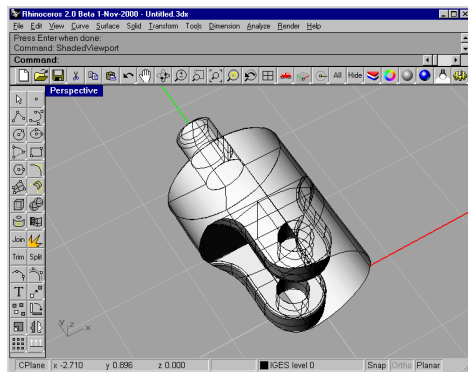 Rhinoceros 2.0 Beta 1-Nov-2000 - Untitled.3dx
File Edit View Curve Surface Solid Transform Tools Dimension Analyze Render Help
Press Enter when done:
Command: ShadedViewport
Command:
All Hide
Perspective
Join
Trim Split
T
z
y x
CPlane x -2.710 y 0.896 z 0.000 IGES level 0 Snap Ortho Planar